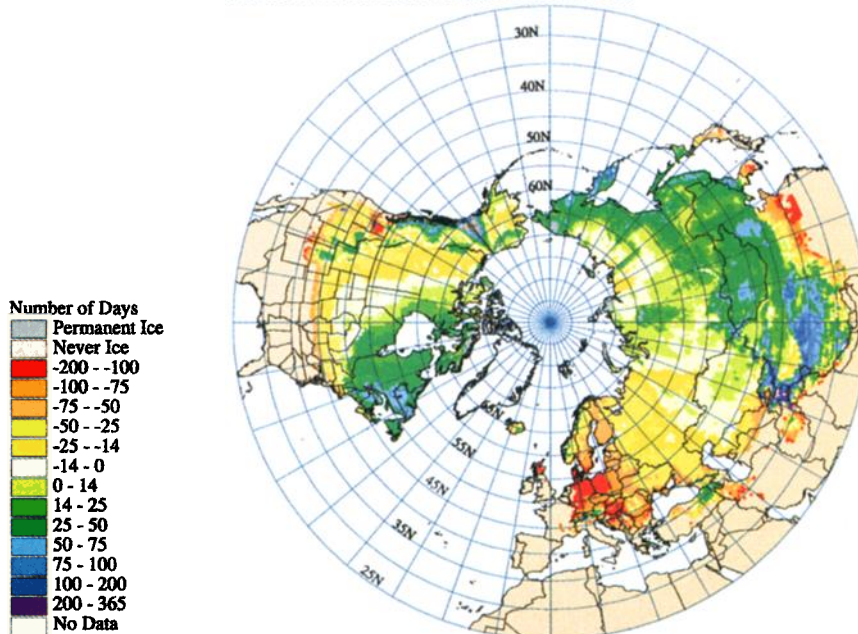 30N
40N
50N
60N
65N
55N
45N
35N
25N
Number of Days
Permanent Ice
Never Ice
-200 --100
-100 --75
-75 --50
-50 --25
-25 --14
-14 - 0
0 - 14
14 - 25
25 - 50
50 - 75
75 - 100
100 - 200
200 - 365
No Data